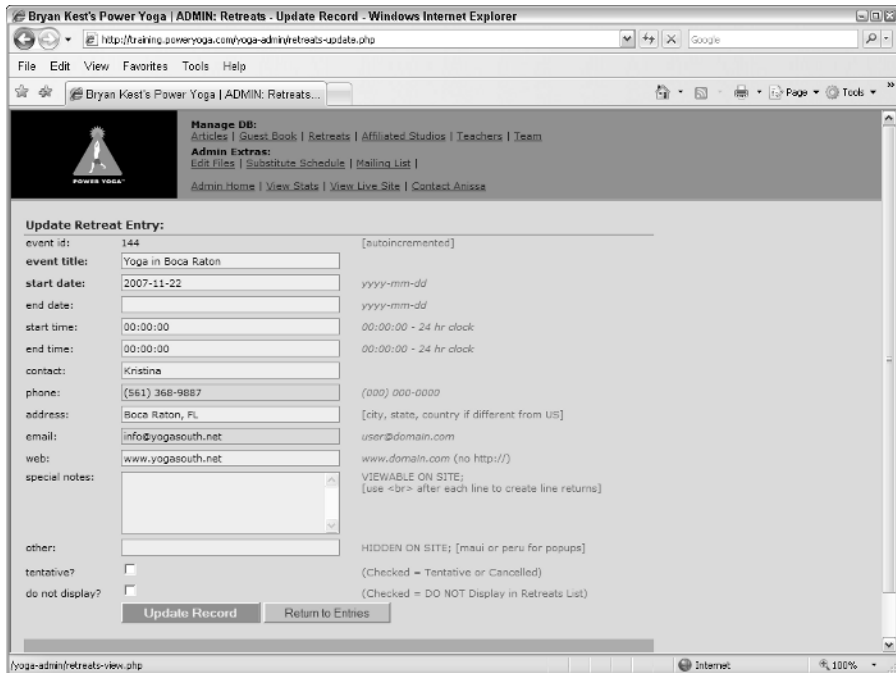 Bryan Kest's Power Yoga | ADMIN: Retreats - Update Record - Windows Internet Explorer
http://training.poweryoga.com/yoga-admin/retreats-update.php
Google
File Edit View Favorites Tools Help
Bryan Kest's Power Yoga | ADMIN: Retreats...
Page Tools »
Manage DB:
Articles | Guest Book | Retreats | Affiliated Studios | Teachers | Team
Admin Extras:
Edit Files | Substitute Schedule | Mailing List |
Admin Home | View Stats | View Live Site | Contact Anissa
POWER YOGA™
Update Retreat Entry:
event id: 144 [autoincremented]
event title: Yoga in Boca Raton
start date: 2007-11-22 yyyy-mm-dd
end date: yyyy-mm-dd
start time: 00:00:00 00:00:00 - 24 hr clock
end time: 00:00:00 00:00:00 - 24 hr clock
contact: Kristina
phone: (561) 368-9887 (000) 000-0000
address: Boca Raton, FL [city, state, country if different from US]
email: info@yogasouth.net user@domain.com
web: www.yogasouth.net www.domain.com (no http://)
special notes: VIEWABLE ON SITE;
[use <br> after each line to create line returns]
other: HIDDEN ON SITE; [maui or peru for popups]
tentative? (Checked = Tentative or Cancelled)
do not display? (Checked = DO NOT Display in Retreats List)
Update Record Return to Entries
/yoga-admin/retreats-view.php Internet 100%